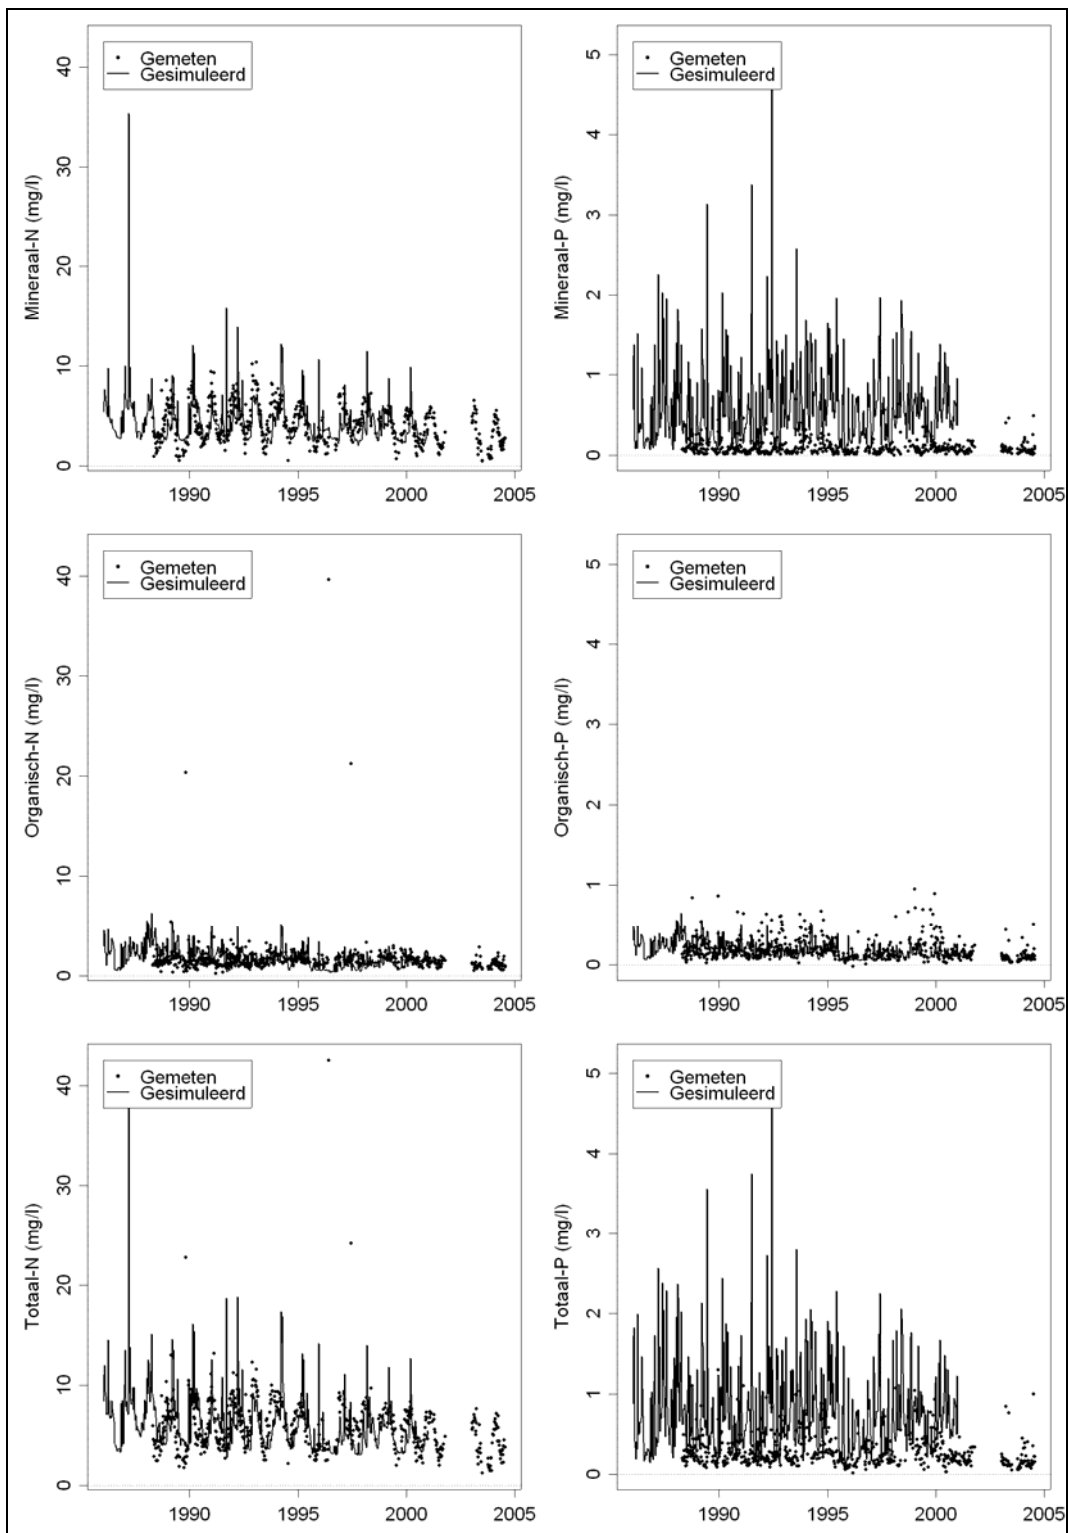 Mineraal-N (mg/l)
40
30
20
10
0
Gemeten
Gesimuleerd
1990 1995 2000 2005
Mineraal-P (mg/l)
5
4
3
2
1
0
Gemeten
Gesimuleerd
1990 1995 2000 2005
Organisch-N (mg/l)
40
30
20
10
0
Gemeten
Gesimuleerd
1990 1995 2000 2005
Organisch-P (mg/l)
5
4
3
2
1
0
Gemeten
Gesimuleerd
1990 1995 2000 2005
Totaal-N (mg/l)
40
30
20
10
0
Gemeten
Gesimuleerd
1990 1995 2000 2005
Totaal-P (mg/l)
5
4
3
2
1
0
Gemeten
Gesimuleerd
1990 1995 2000 2005